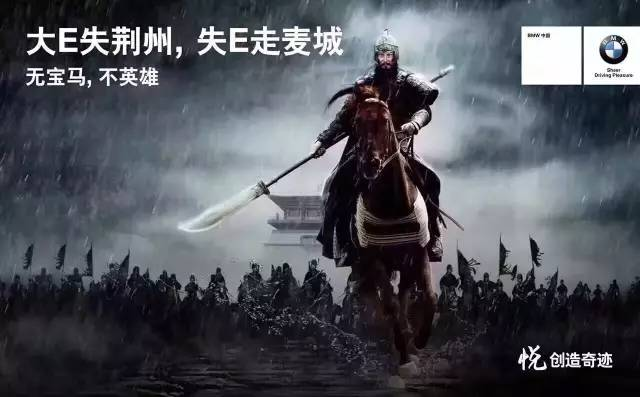 大E失荆州, 失E走麦城
无宝马, 不英雄
BMW 中国
BMW
Sheer
Driving Pleasure
悦 创造奇迹